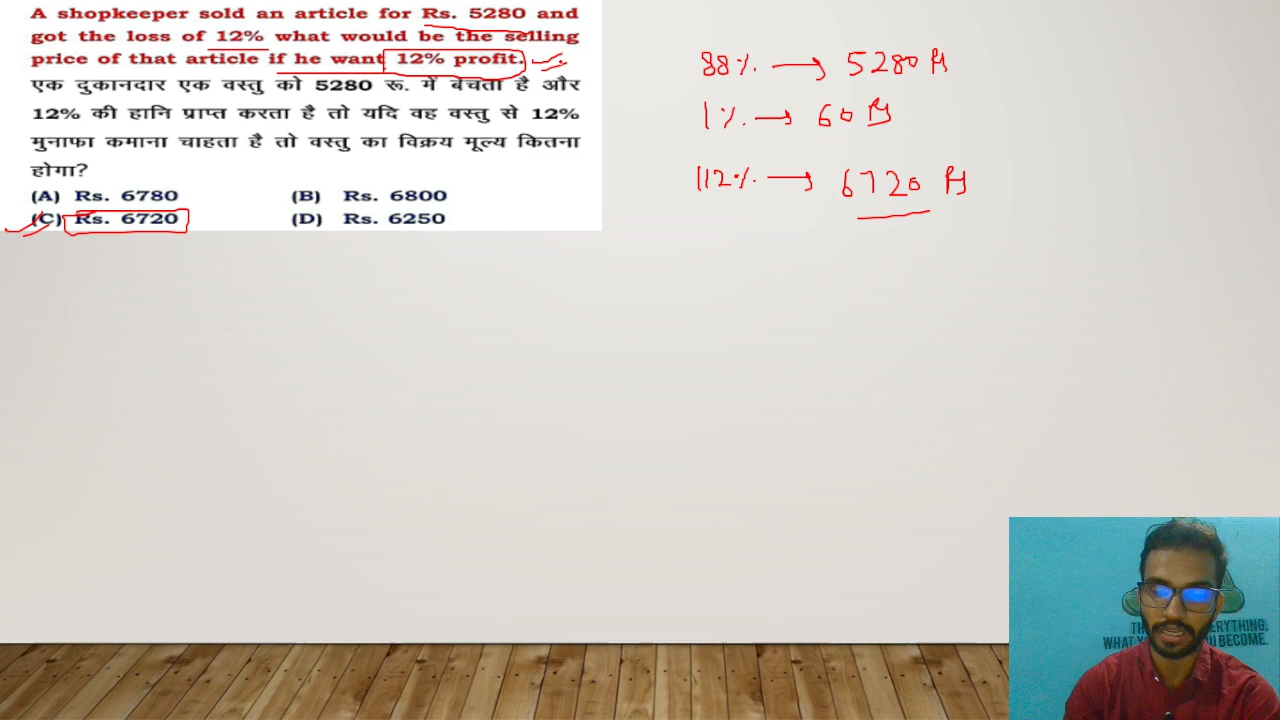 A shopkeeper sold an article for Rs. 5280 and
got the loss of 12% what would be the selling
price of that article if he want 12% profit.
एक दुकानदार एक वस्तु को 5280 रू. में बेचता है और
12% की हानि प्राप्त करता है तो यदि वह वस्तु से 12%
मुनाफा कमाना चाहता है तो वस्तु का विक्रय मूल्य कितना
होगा?
(A) Rs. 6780 (B) Rs. 6800
(C) Rs. 6720 (D) Rs. 6250
88% → 5280 Rs
1% → 60 Rs
112% → 6720 Rs